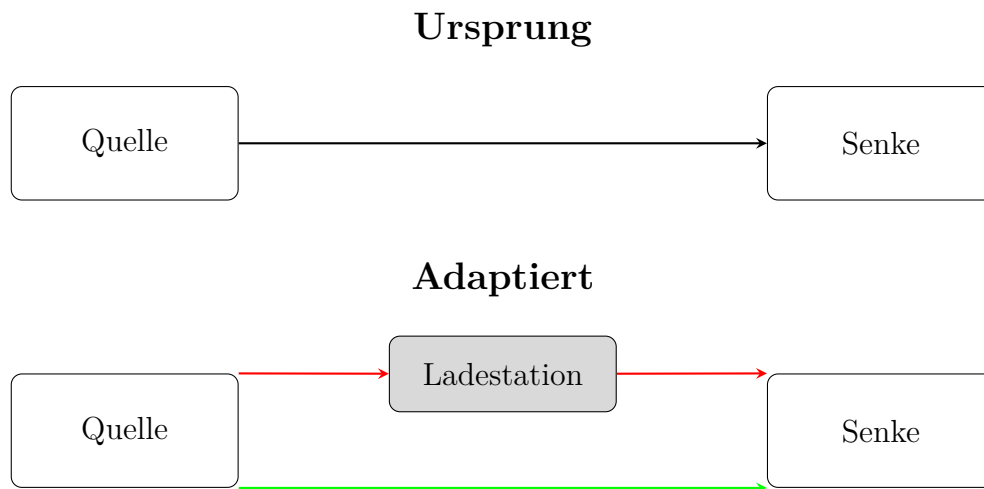 Ursprung
Quelle
Senke
Adaptiert
Ladestation
Quelle
Senke